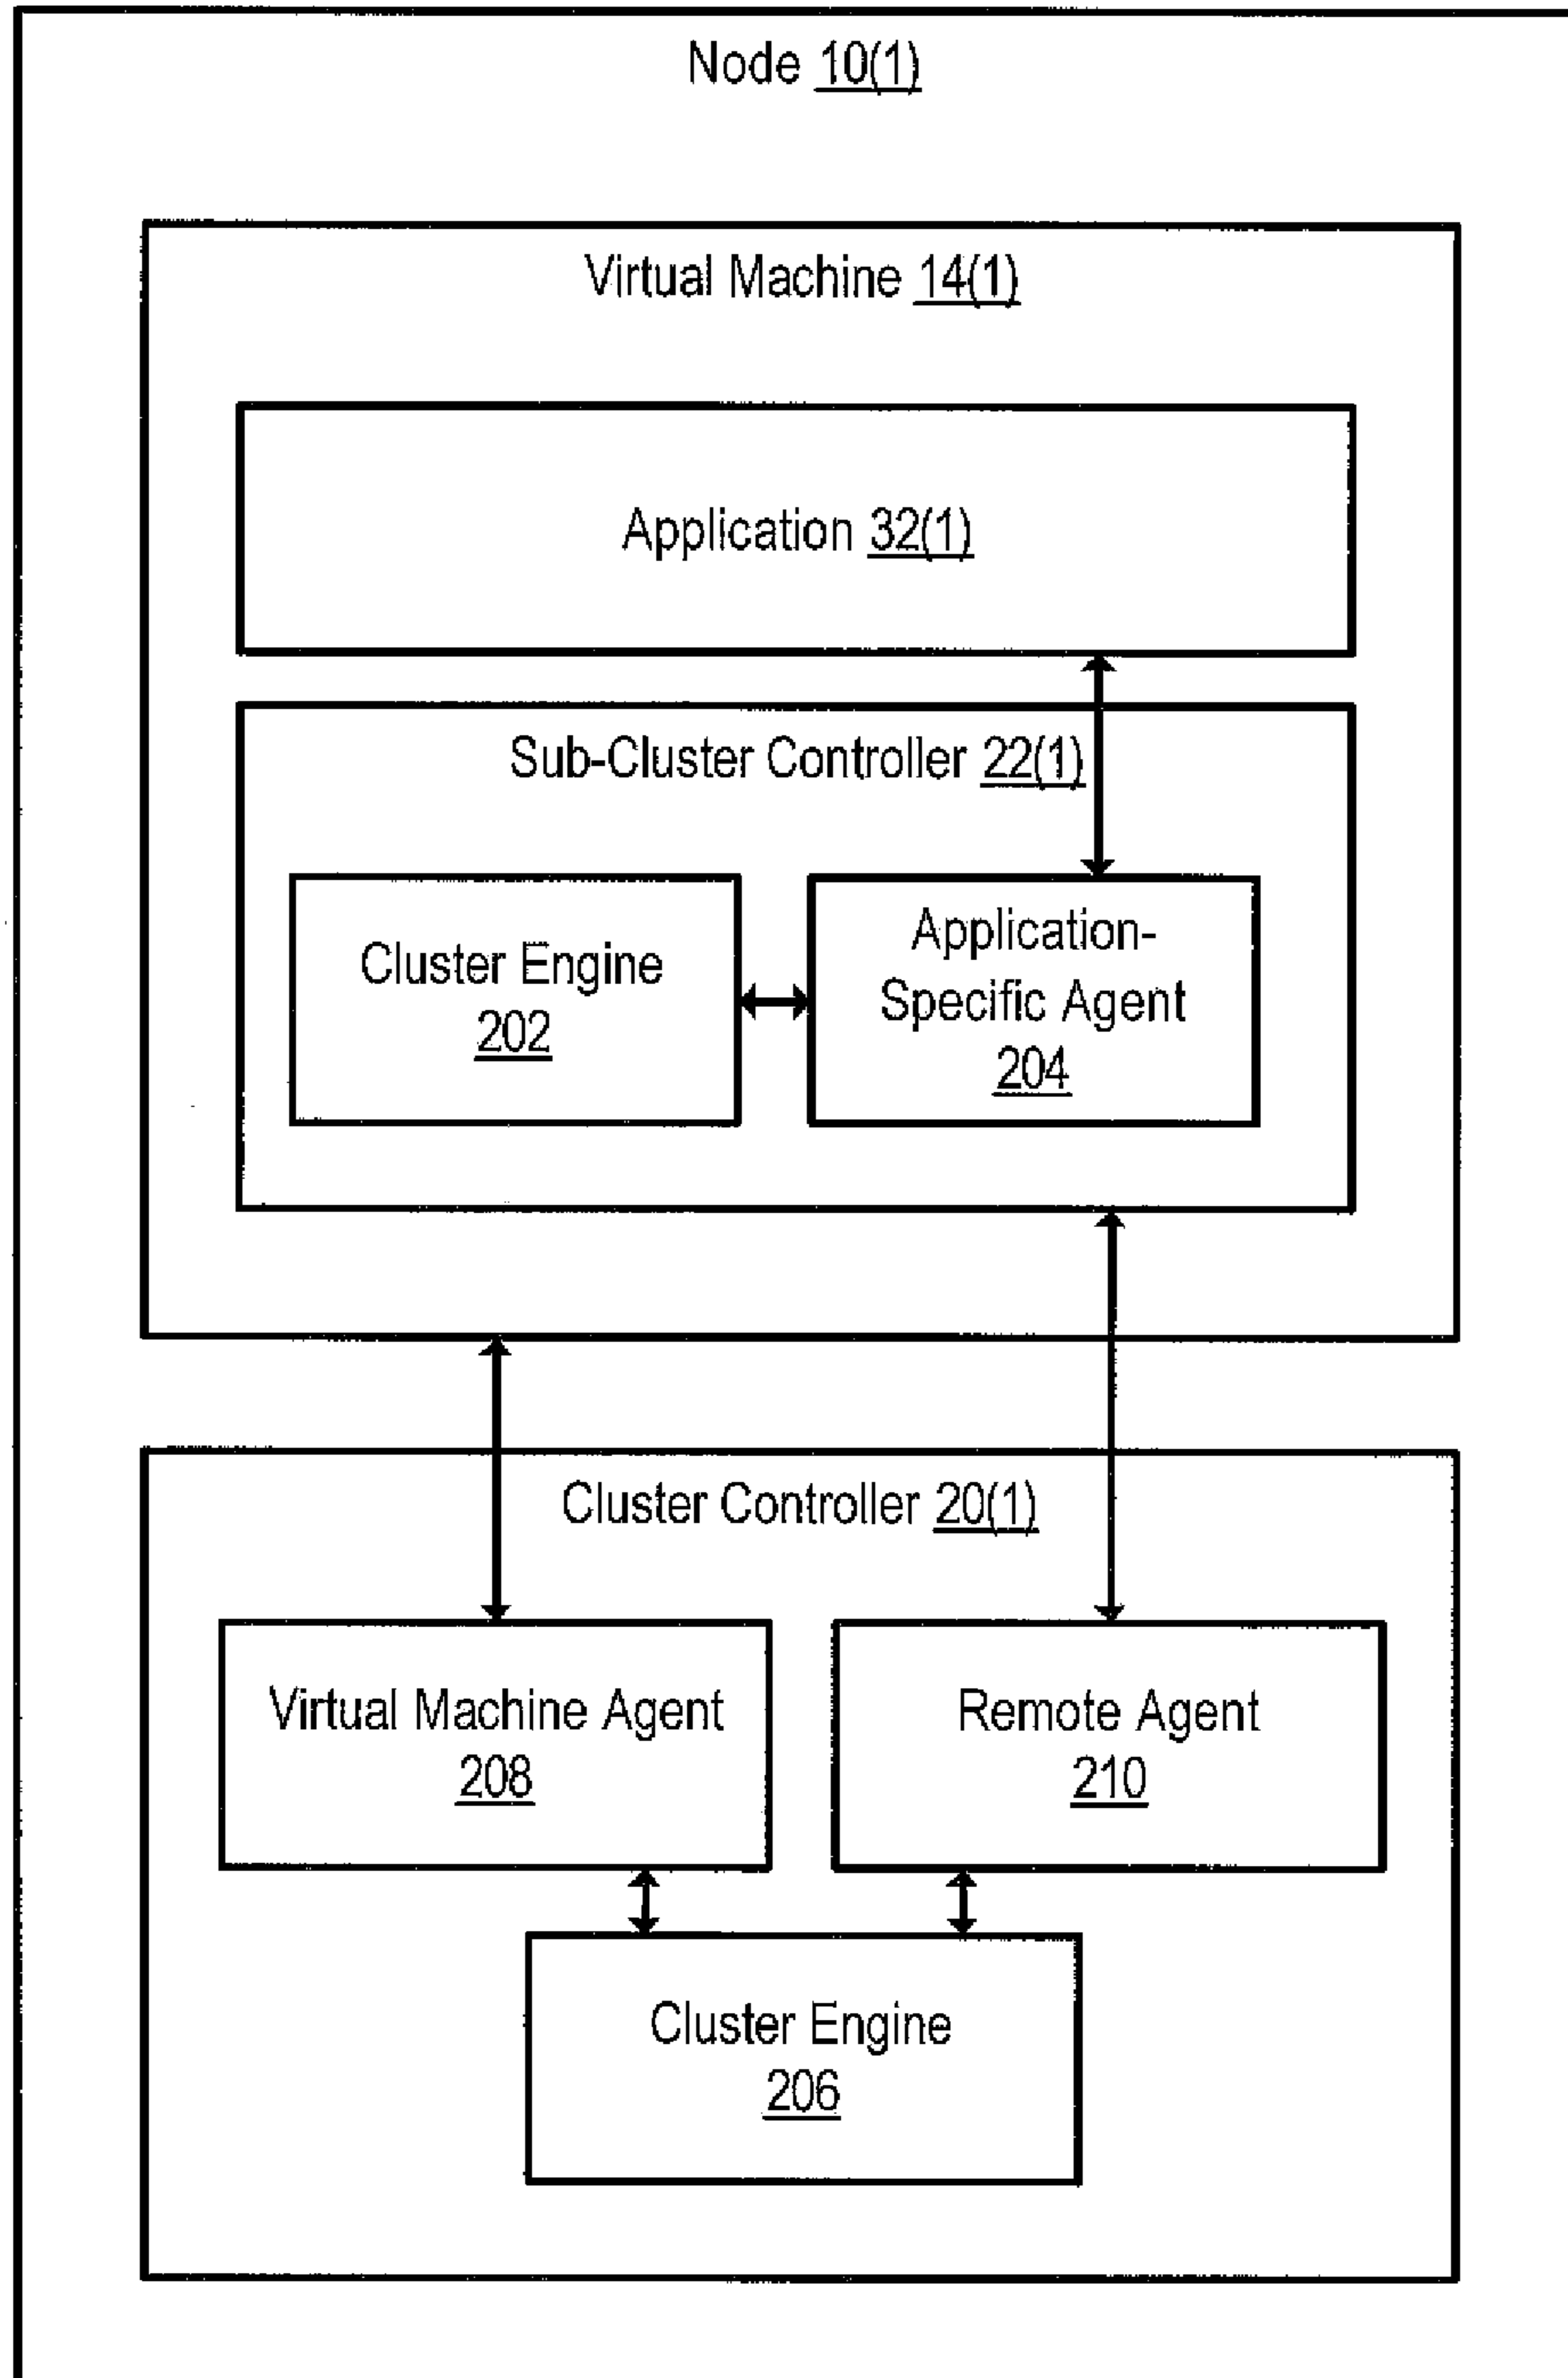 Node 10(1)
Virtual Machine 14(1)
Application 32(1)
Sub-Cluster Controller 22(1)
Cluster Engine
202
Application-
Specific Agent
204
Cluster Controller 20(1)
Virtual Machine Agent
208
Remote Agent
210
Cluster Engine
206